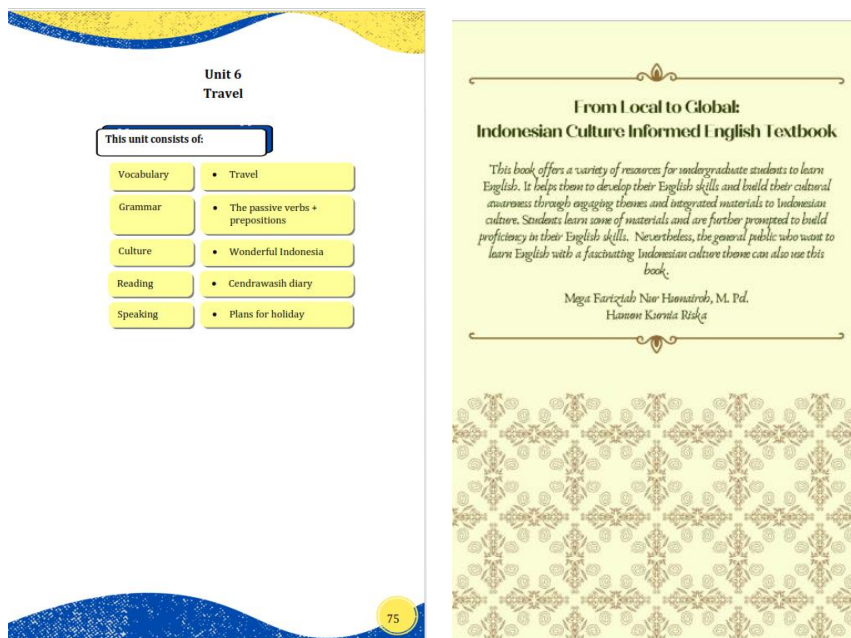 Unit 6
Travel
This unit consists of:
Vocabulary
• Travel
Grammar
• The passive verbs +
prepositions
Culture
• Wonderful Indonesia
Reading
• Cendrawasih diary
Speaking
• Plans for holiday
75
From Local to Global:
Indonesian Culture Informed English Textbook
This book offers a variety of resources for undergraduate students to learn
English. It helps them to develop their English skills and build their cultural
awareness through engaging themes and integrated materials to Indonesian
culture. Students learn some of materials and are further prompted to build
proficiency in their English skills. Nevertheless, the general public who want to
learn English with a fascinating Indonesian culture theme can also use this
book.
Mega Fariziah Nur Humairoh, M. Pd.
Hanun Kurnia Riska